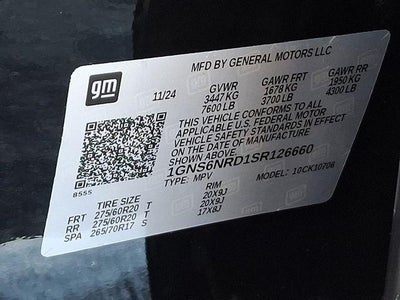 gm
MFD BY GENERAL MOTORS LLC
11/24 GVWR GAWR FRT GAWR RR
3447 KG 1678 KG 1950 KG
7600 LB 3700 LB 4300 LB
THIS VEHICLE CONFORMS TO ALL
APPLICABLE U.S. FEDERAL MOTOR
VEHICLE SAFETY STANDARDS IN EFFECT
ON THE DATE OF MANUFACTURE
SHOWN ABOVE.
1GNS6NRD1SR126660
TYPE: MPV MODEL: 10CK10706
8555
TIRE SIZE RIM
FRT 275/60R20 T 20X9J
RR 275/60R20 T 20X9J
SPA 265/70R17 S 17X8J